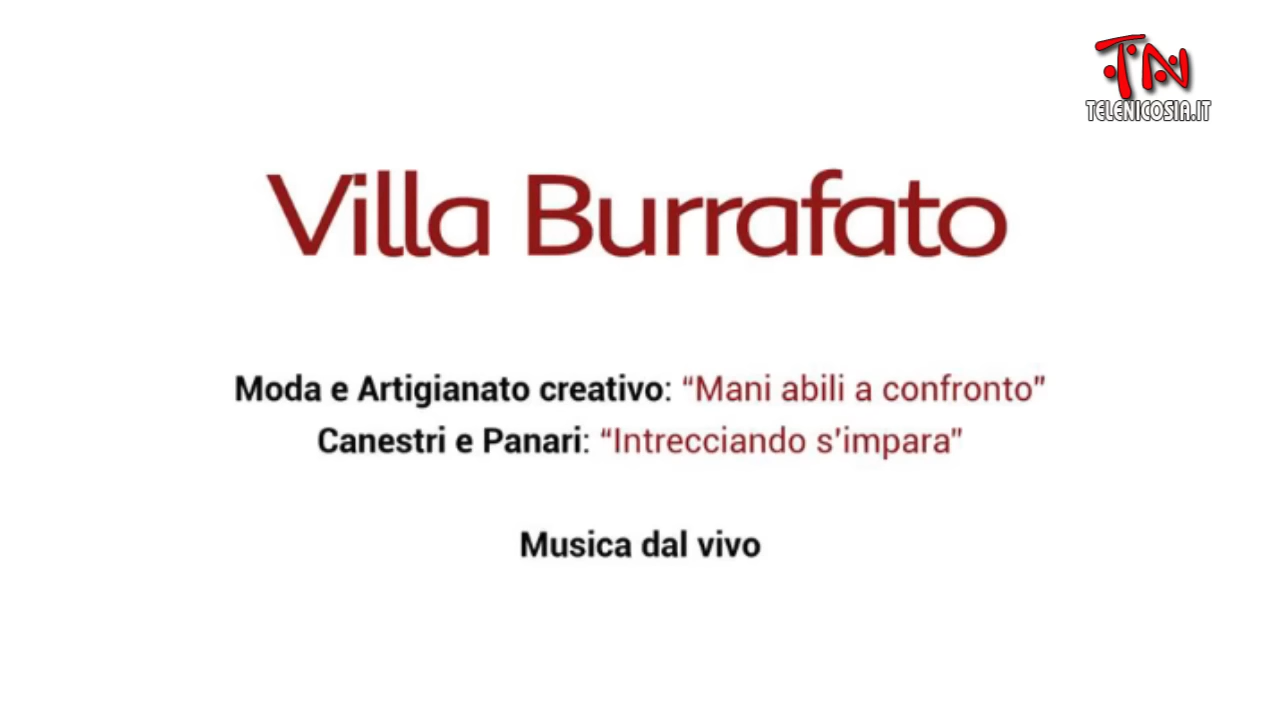 TN
TELENICOSIA.IT
Villa Burrafato
Moda e Artigianato creativo: “Mani abili a confronto”
Canestri e Panari: “Intrecciando s'impara”
Musica dal vivo